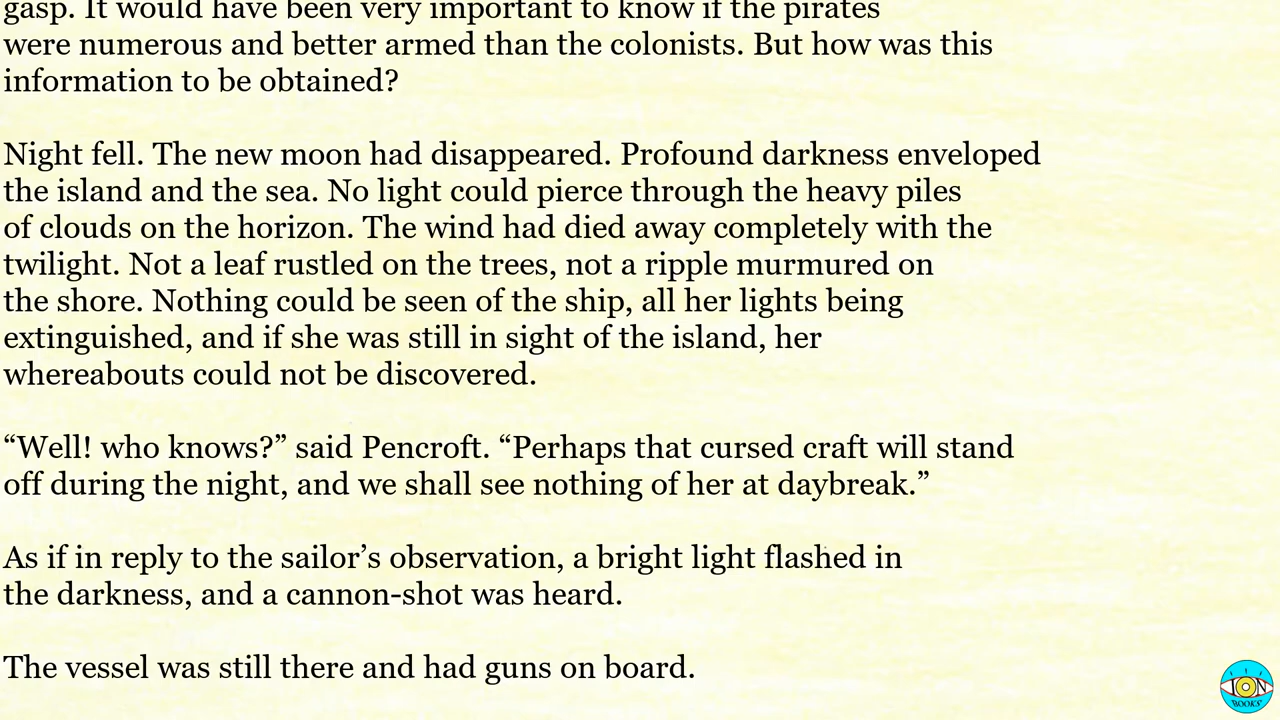 gasp. It would have been very important to know if the pirates
were numerous and better armed than the colonists. But how was this
information to be obtained?
Night fell. The new moon had disappeared. Profound darkness enveloped
the island and the sea. No light could pierce through the heavy piles
of clouds on the horizon. The wind had died away completely with the
twilight. Not a leaf rustled on the trees, not a ripple murmured on
the shore. Nothing could be seen of the ship, all her lights being
extinguished, and if she was still in sight of the island, her
whereabouts could not be discovered.
“Well! who knows?” said Pencroft. “Perhaps that cursed craft will stand
off during the night, and we shall see nothing of her at daybreak.”
As if in reply to the sailor’s observation, a bright light flashed in
the darkness, and a cannon-shot was heard.
The vessel was still there and had guns on board.
ION
BOOKS